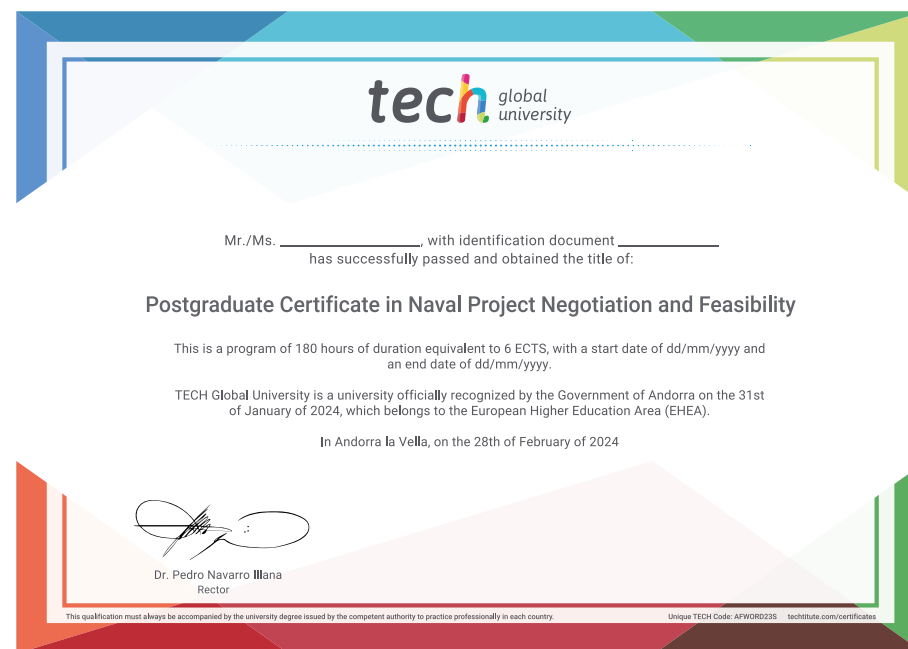 tech global
university
Mr./Ms. ____________, with identification document ____________
has successfully passed and obtained the title of:
Postgraduate Certificate in Naval Project Negotiation and Feasibility
This is a program of 180 hours of duration equivalent to 6 ECTS, with a start date of dd/mm/yyyy and
an end date of dd/mm/yyyy.
TECH Global University is a university officially recognized by the Government of Andorra on the 31st
of January of 2024, which belongs to the European Higher Education Area (EHEA).
In Andorra la Vella, on the 28th of February of 2024
Dr. Pedro Navarro Illana
Rector
This qualification must always be accompanied by the university degree issued by the competent authority to practice professionally in each country.
Unique TECH Code: AFWORD23S techtitute.com/certificates